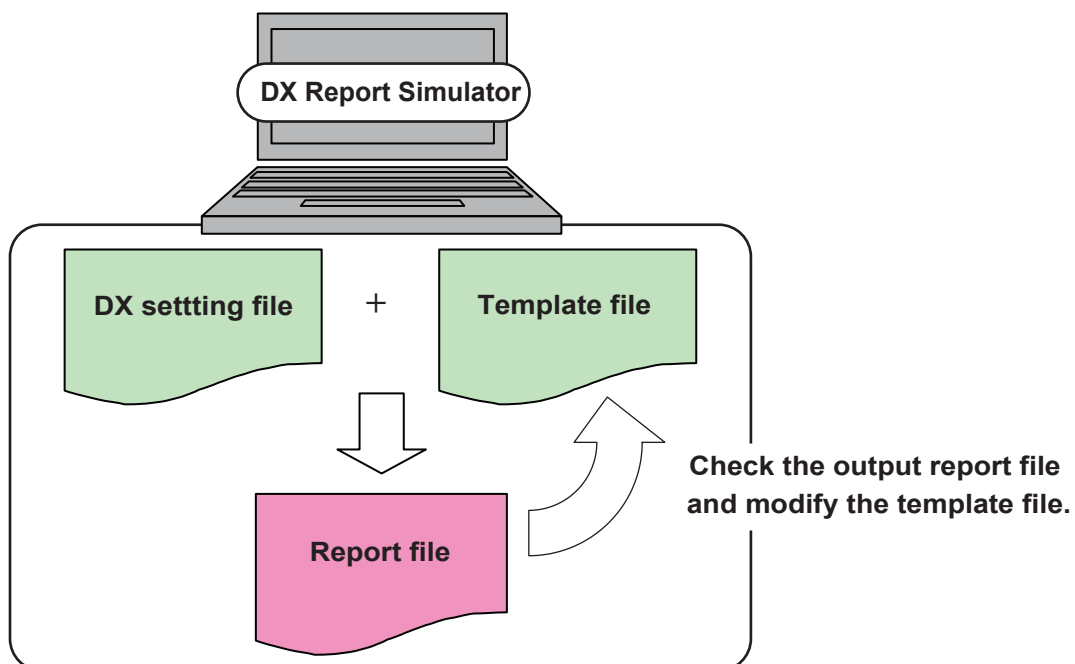 DX Report Simulator
DX settting file
+
Template file
Check the output report file
and modify the template file.
Report file